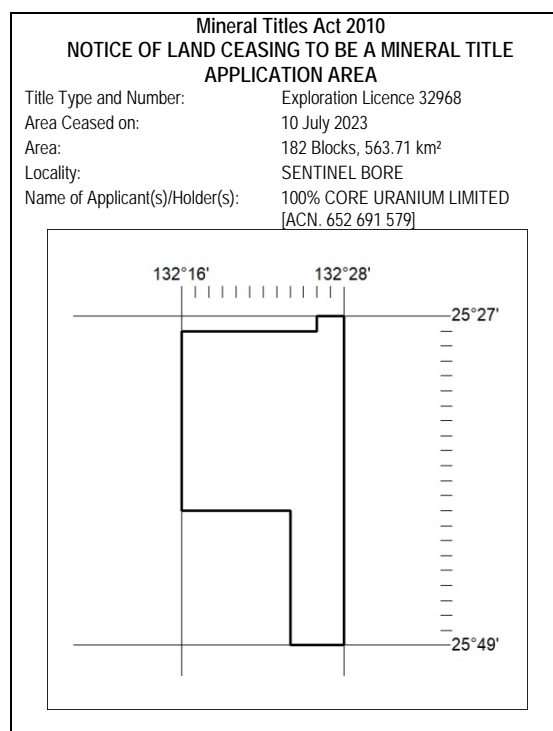 Mineral Titles Act 2010
NOTICE OF LAND CEASING TO BE A MINERAL TITLE
APPLICATION AREA
Title Type and Number: Exploration Licence 32968
Area Ceased on: 10 July 2023
Area: 182 Blocks, 563.71 km²
Locality: SENTINEL BORE
Name of Applicant(s)/Holder(s): 100% CORE URANIUM LIMITED
[ACN. 652 691 579]
132°16' 132°28'
25°27'
25°49'